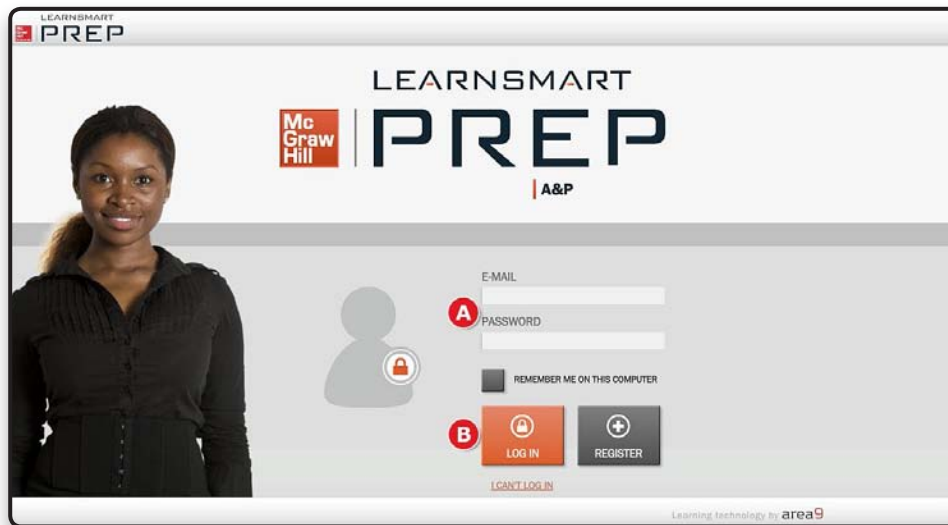 LEARNSMART
PREP
LEARNSMART
Mc
Graw
Hill
PREP
A&P
E-MAIL
A
PASSWORD
REMEMBER ME ON THIS COMPUTER
B
LOG IN
REGISTER
I CAN'T LOG IN
Learning technology by area9